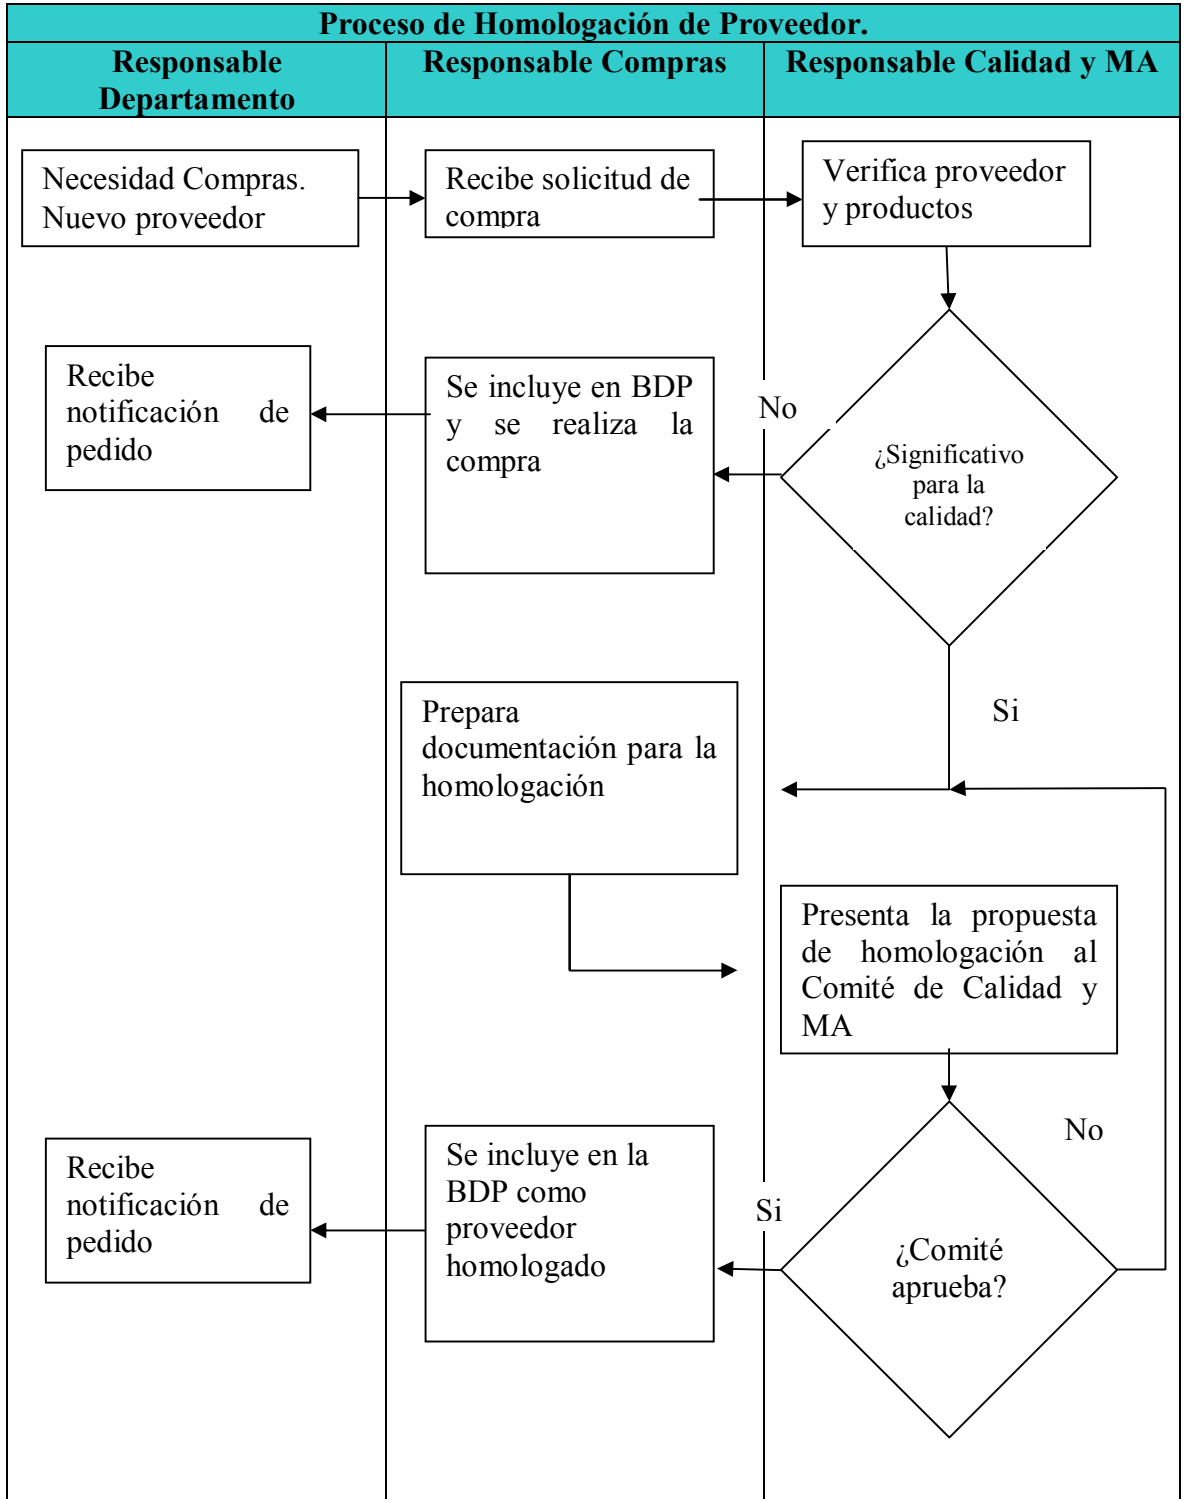 Proceso de Homologación de Proveedor.
Responsable
Departamento
Responsable Compras
Responsable Calidad y MA
Necesidad Compras.
Nuevo proveedor
Recibe solicitud de
compra
Verifica proveedor
y productos
Recibe
notificación de
pedido
Se incluye en BDP
y se realiza la
compra
No
¿Significativo
para la
calidad?
Si
Prepara
documentación para la
homologación
Presenta la propuesta
de homologación al
Comité de Calidad y
MA
No
Recibe
notificación de
pedido
Se incluye en la
BDP como
proveedor
homologado
Si
¿Comité
aprueba?